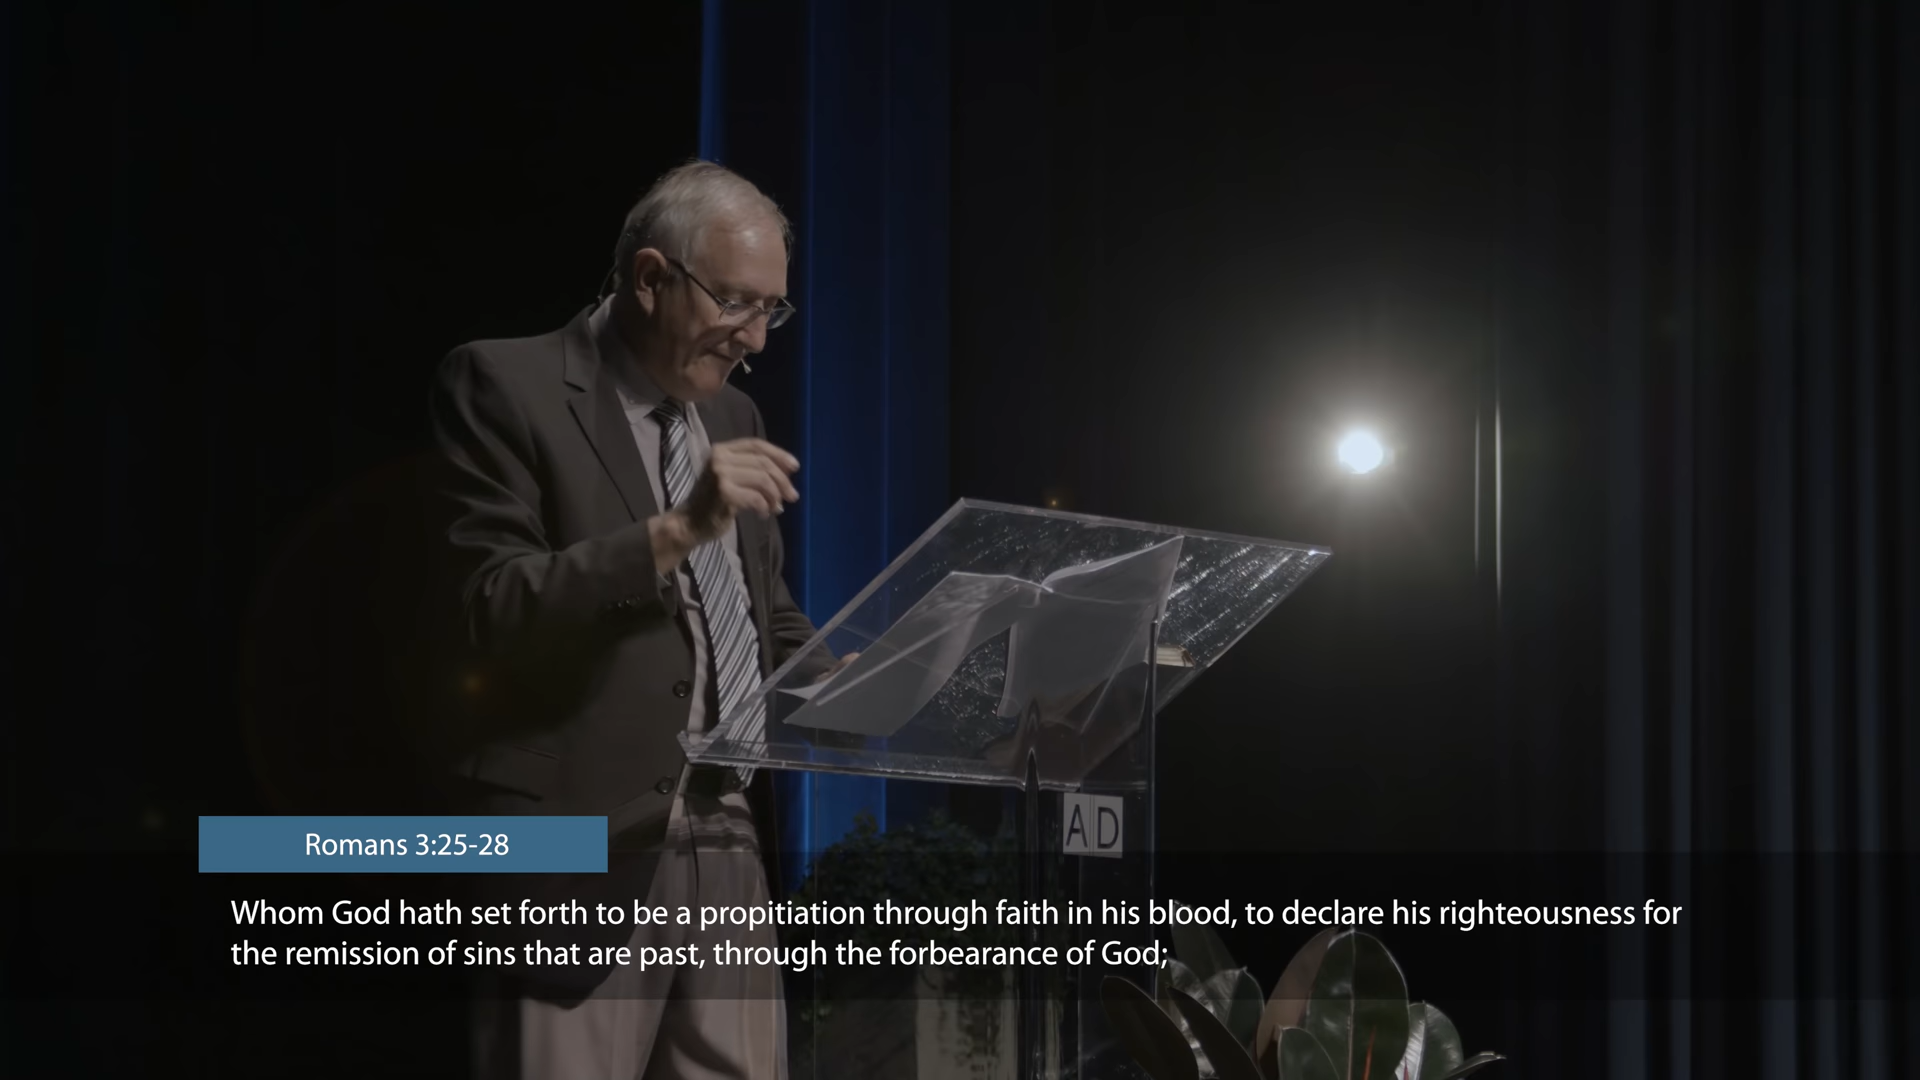 AD
Romans 3:25-28
Whom God hath set forth to be a propitiation through faith in his blood, to declare his righteousness for
the remission of sins that are past, through the forbearance of God;